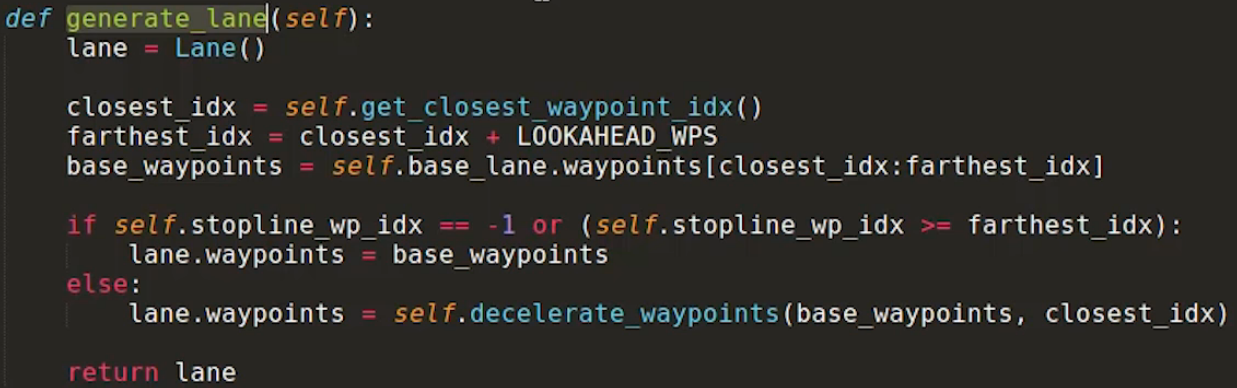 def generate_lane(self):
    lane = Lane()

    closest_idx = self.get_closest_waypoint_idx()
    farthest_idx = closest_idx + LOOKAHEAD_WPS
    base_waypoints = self.base_lane.waypoints[closest_idx:farthest_idx]

    if self.stopline_wp_idx == -1 or (self.stopline_wp_idx >= farthest_idx):
        lane.waypoints = base_waypoints
    else:
        lane.waypoints = self.decelerate_waypoints(base_waypoints, closest_idx)

    return lane